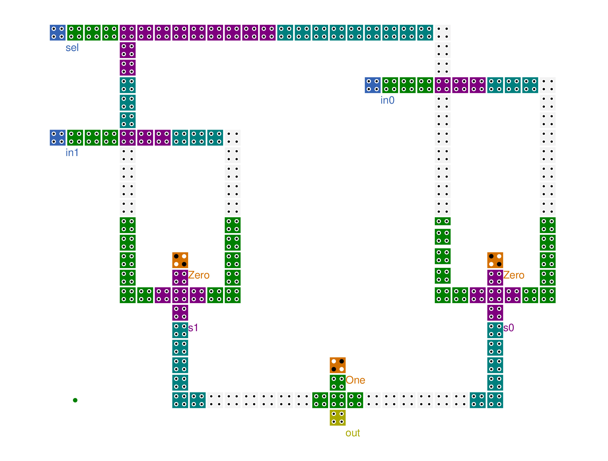 sel
in0
in1
Zero
Zero
s1
s0
One
out